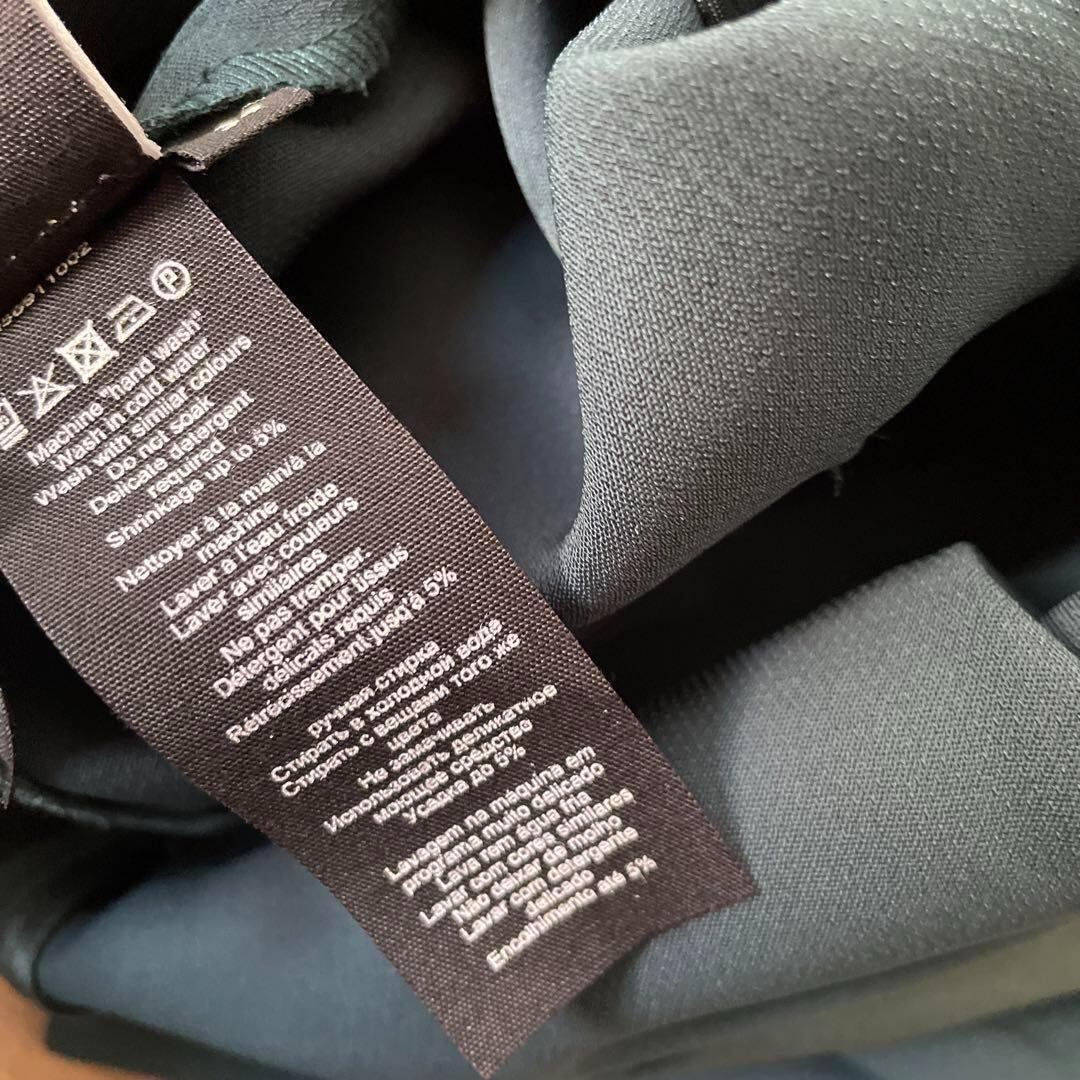 P
Machine "hand wash"
Wash in cold water
Wash with similar colours
Do not soak
Delicate detergent
required
Shrinkage up to 5%
Nettoyer à la main/à la
machine
Laver à l'eau froide
Laver avec couleurs
similiaires
Ne pas tremper.
Détergent pour tissus
délicats requis
Rétrécissement jusqu'à 5%
ручная стирка
Стирать в холодной воде
Стирать с вещами того же
цвета
Не замачивать
Использовать деликатное
моющее средство
Усадка до 5%
Lavagem na máquina em
programa muito delicado
Lava rem água fria
Lavar com cores similares
Não deixar de molho
Lavar com detergente
delicado
Encolhimento até 5%